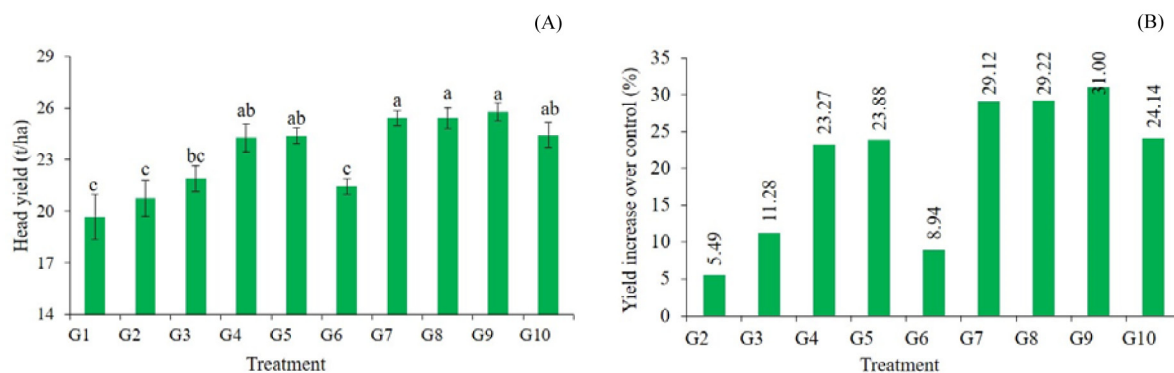 (A)
Head yield (t/ha)
29
26
23
20
17
14
c
c
bc
ab
ab
c
a
a
a
ab
G1 G2 G3 G4 G5 G6 G7 G8 G9 G10
Treatment
(B)
Yield increase over control (%)
35
30
25
20
15
10
5
0
5.49
11.28
23.27
23.88
8.94
29.12
29.22
31.00
24.14
G2 G3 G4 G5 G6 G7 G8 G9 G10
Treatment